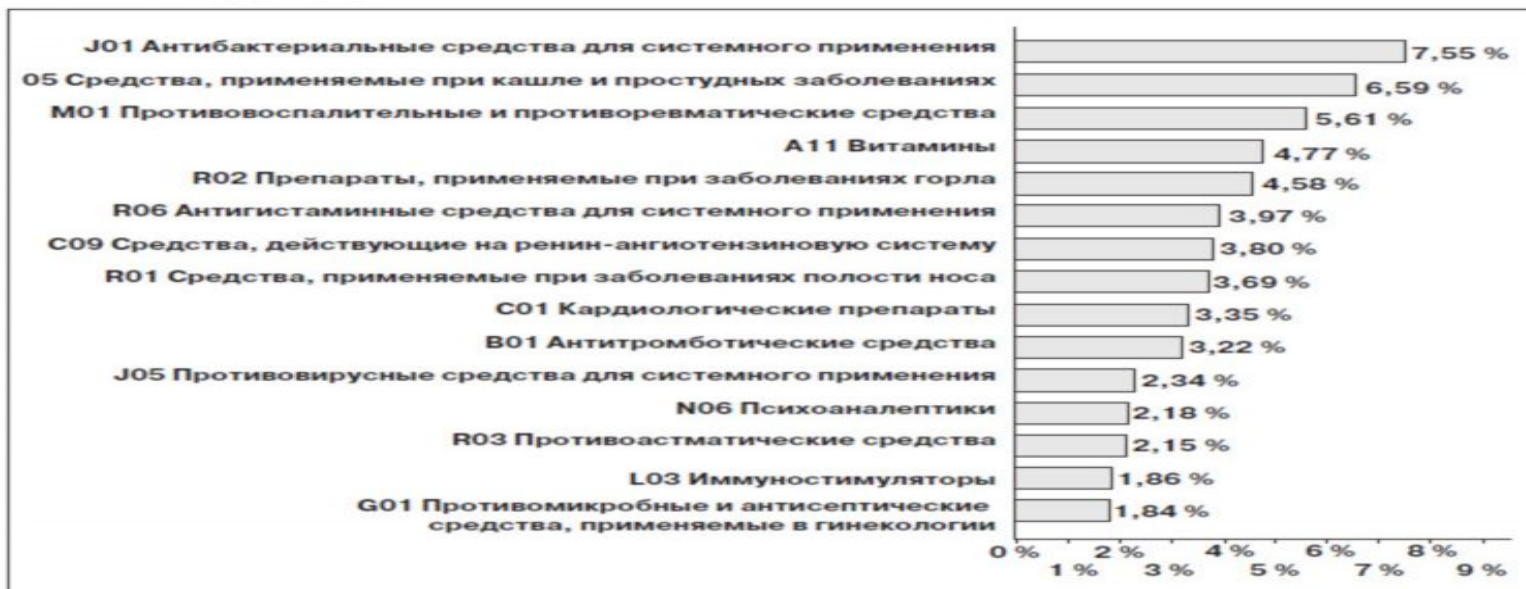 J01 Антибактериальные средства для системного применения 7,55 %
05 Средства, применяемые при кашле и простудных заболеваниях 6,59 %
M01 Противовоспалительные и противоревматические средства 5,61 %
A11 Витамины 4,77 %
R02 Препараты, применяемые при заболеваниях горла 4,58 %
R06 Антигистаминные средства для системного применения 3,97 %
C09 Средства, действующие на ренин-ангиотензиновую систему 3,80 %
R01 Средства, применяемые при заболеваниях полости носа 3,69 %
C01 Кардиологические препараты 3,35 %
B01 Антитромботические средства 3,22 %
J05 Противовирусные средства для системного применения 2,34 %
N06 Психоаналептики 2,18 %
R03 Противоастматические средства 2,15 %
L03 Иммуностимуляторы 1,86 %
G01 Противомикробные и антисептические
средства, применяемые в гинекологии 1,84 %
0 % 2 % 4 % 6 % 8 %
1 % 3 % 5 % 7 % 9 %